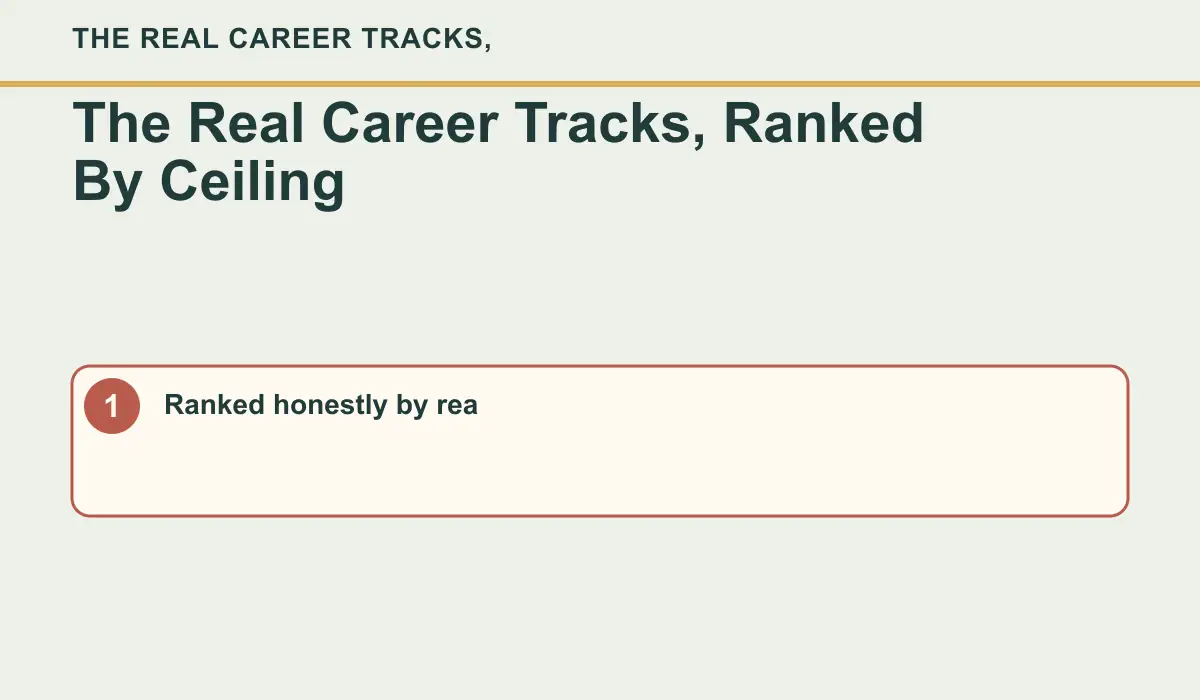 THE REAL CAREER TRACKS,
The Real Career Tracks, Ranked
By Ceiling
1 Ranked honestly by rea